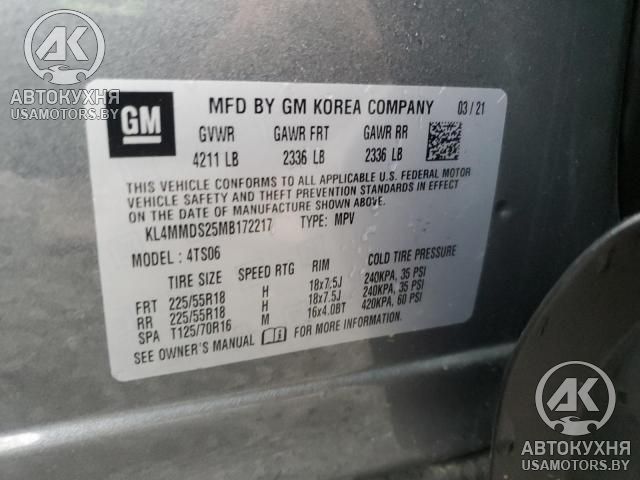 АВТОКУХНЯ
USAMOTORS.BY
GM
MFD BY GM KOREA COMPANY 03/21
GVWR GAWR FRT GAWR RR
4211 LB 2336 LB 2336 LB
THIS VEHICLE CONFORMS TO ALL APPLICABLE U.S. FEDERAL MOTOR
VEHICLE SAFETY AND THEFT PREVENTION STANDARDS IN EFFECT
ON THE DATE OF MANUFACTURE SHOWN ABOVE.
KL4MMDS25MB172217 TYPE: MPV
MODEL : 4TS06
TIRE SIZE SPEED RTG RIM COLD TIRE PRESSURE
FRT 225/55R18 H 18x7.5J 240KPA, 35 PSI
RR 225/55R18 H 18x7.5J 240KPA, 35 PSI
SPA T125/70R16 M 16x4.0BT 420KPA, 60 PSI
SEE OWNER'S MANUAL FOR MORE INFORMATION.
АК
АВТОКУХНЯ
USAMOTORS.BY